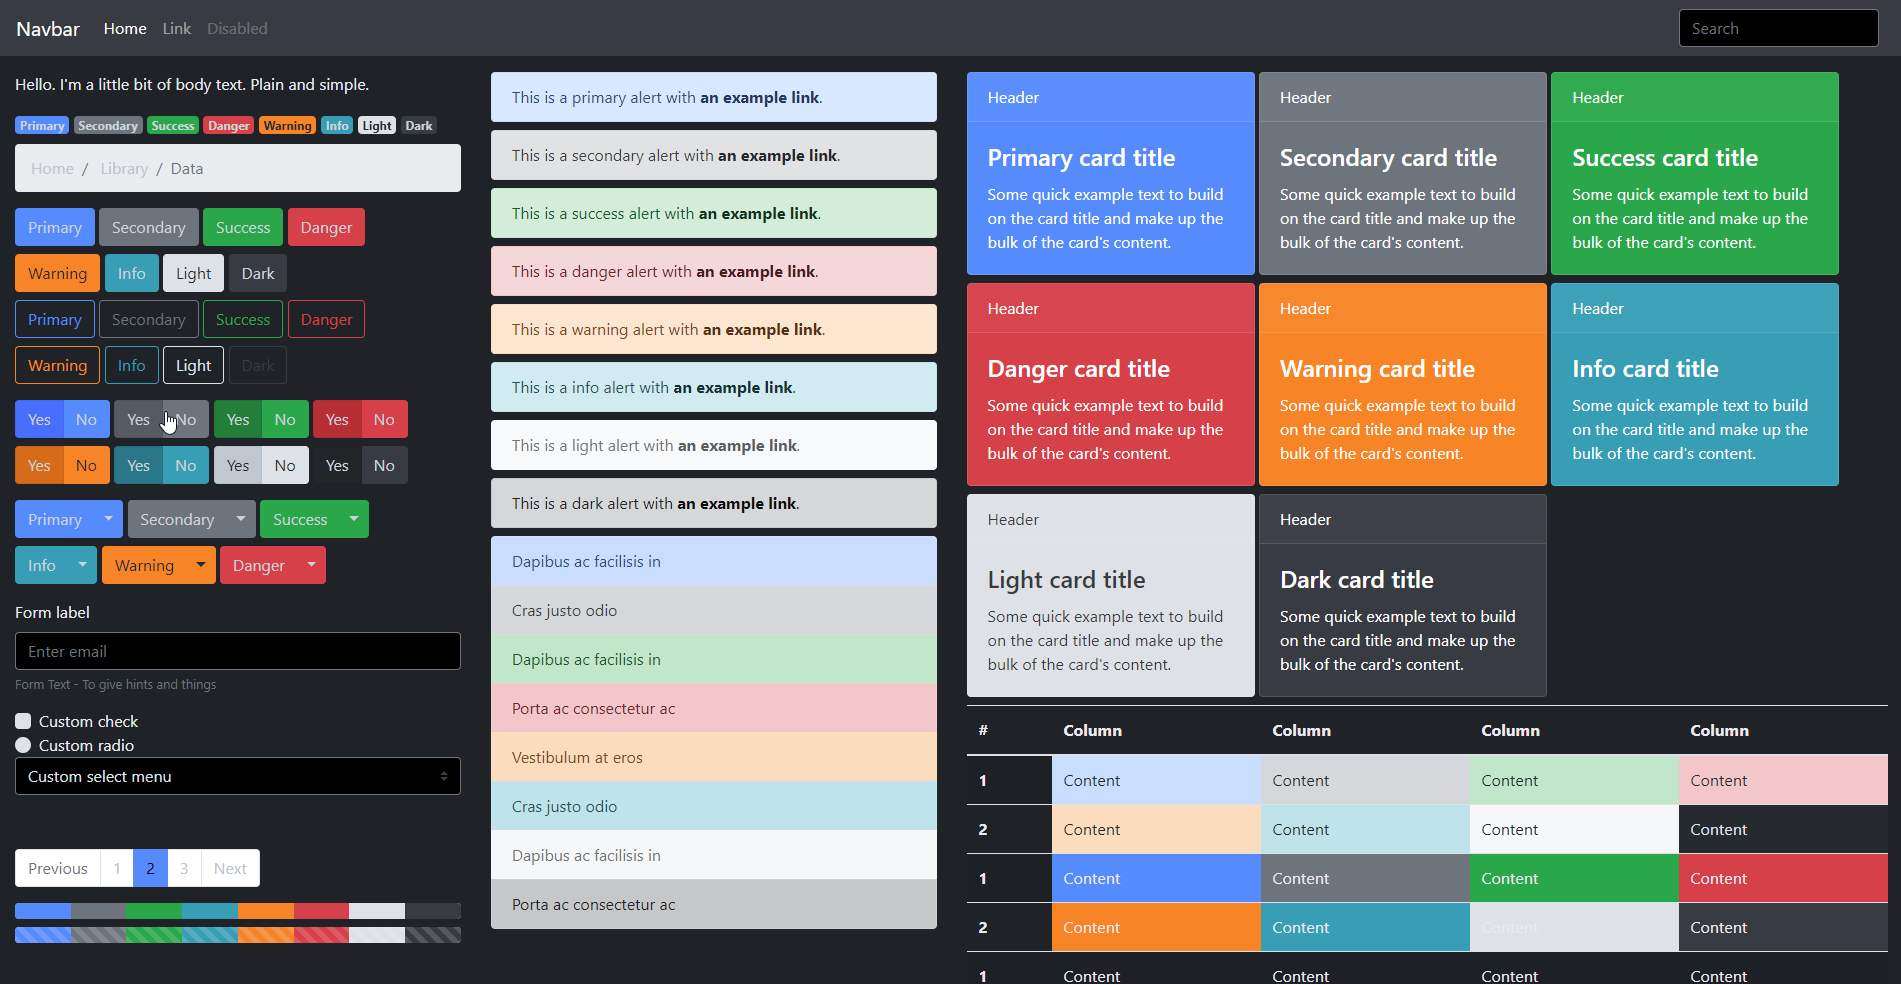 Navbar Home Link Disabled Search
Hello. I'm a little bit of body text. Plain and simple.
Primary Secondary Success Danger Warning Info Light Dark
Home / Library / Data
Primary Secondary Success Danger
Warning Info Light Dark
Primary Secondary Success Danger
Warning Info Light Dark
Yes No Yes No Yes No Yes No
Yes No Yes No Yes No Yes No
Primary Secondary Success
Info Warning Danger
Form label
Enter email
Form Text - To give hints and things
Custom check
Custom radio
Custom select menu
Previous 1 2 3 Next
This is a primary alert with an example link.
This is a secondary alert with an example link.
This is a success alert with an example link.
This is a danger alert with an example link.
This is a warning alert with an example link.
This is a info alert with an example link.
This is a light alert with an example link.
This is a dark alert with an example link.
Dapibus ac facilisis in
Cras justo odio
Dapibus ac facilisis in
Porta ac consectetur ac
Vestibulum at eros
Cras justo odio
Dapibus ac facilisis in
Porta ac consectetur ac
Header
Primary card title
Some quick example text to build
on the card title and make up the
bulk of the card's content.
Header
Secondary card title
Some quick example text to build
on the card title and make up the
bulk of the card's content.
Header
Success card title
Some quick example text to build
on the card title and make up the
bulk of the card's content.
Header
Danger card title
Some quick example text to build
on the card title and make up the
bulk of the card's content.
Header
Warning card title
Some quick example text to build
on the card title and make up the
bulk of the card's content.
Header
Info card title
Some quick example text to build
on the card title and make up the
bulk of the card's content.
Header
Light card title
Some quick example text to build
on the card title and make up the
bulk of the card's content.
Header
Dark card title
Some quick example text to build
on the card title and make up the
bulk of the card's content.
# Column Column Column Column
1 Content Content Content Content
2 Content Content Content Content
1 Content Content Content Content
2 Content Content Content Content
1 Content Content Content Content